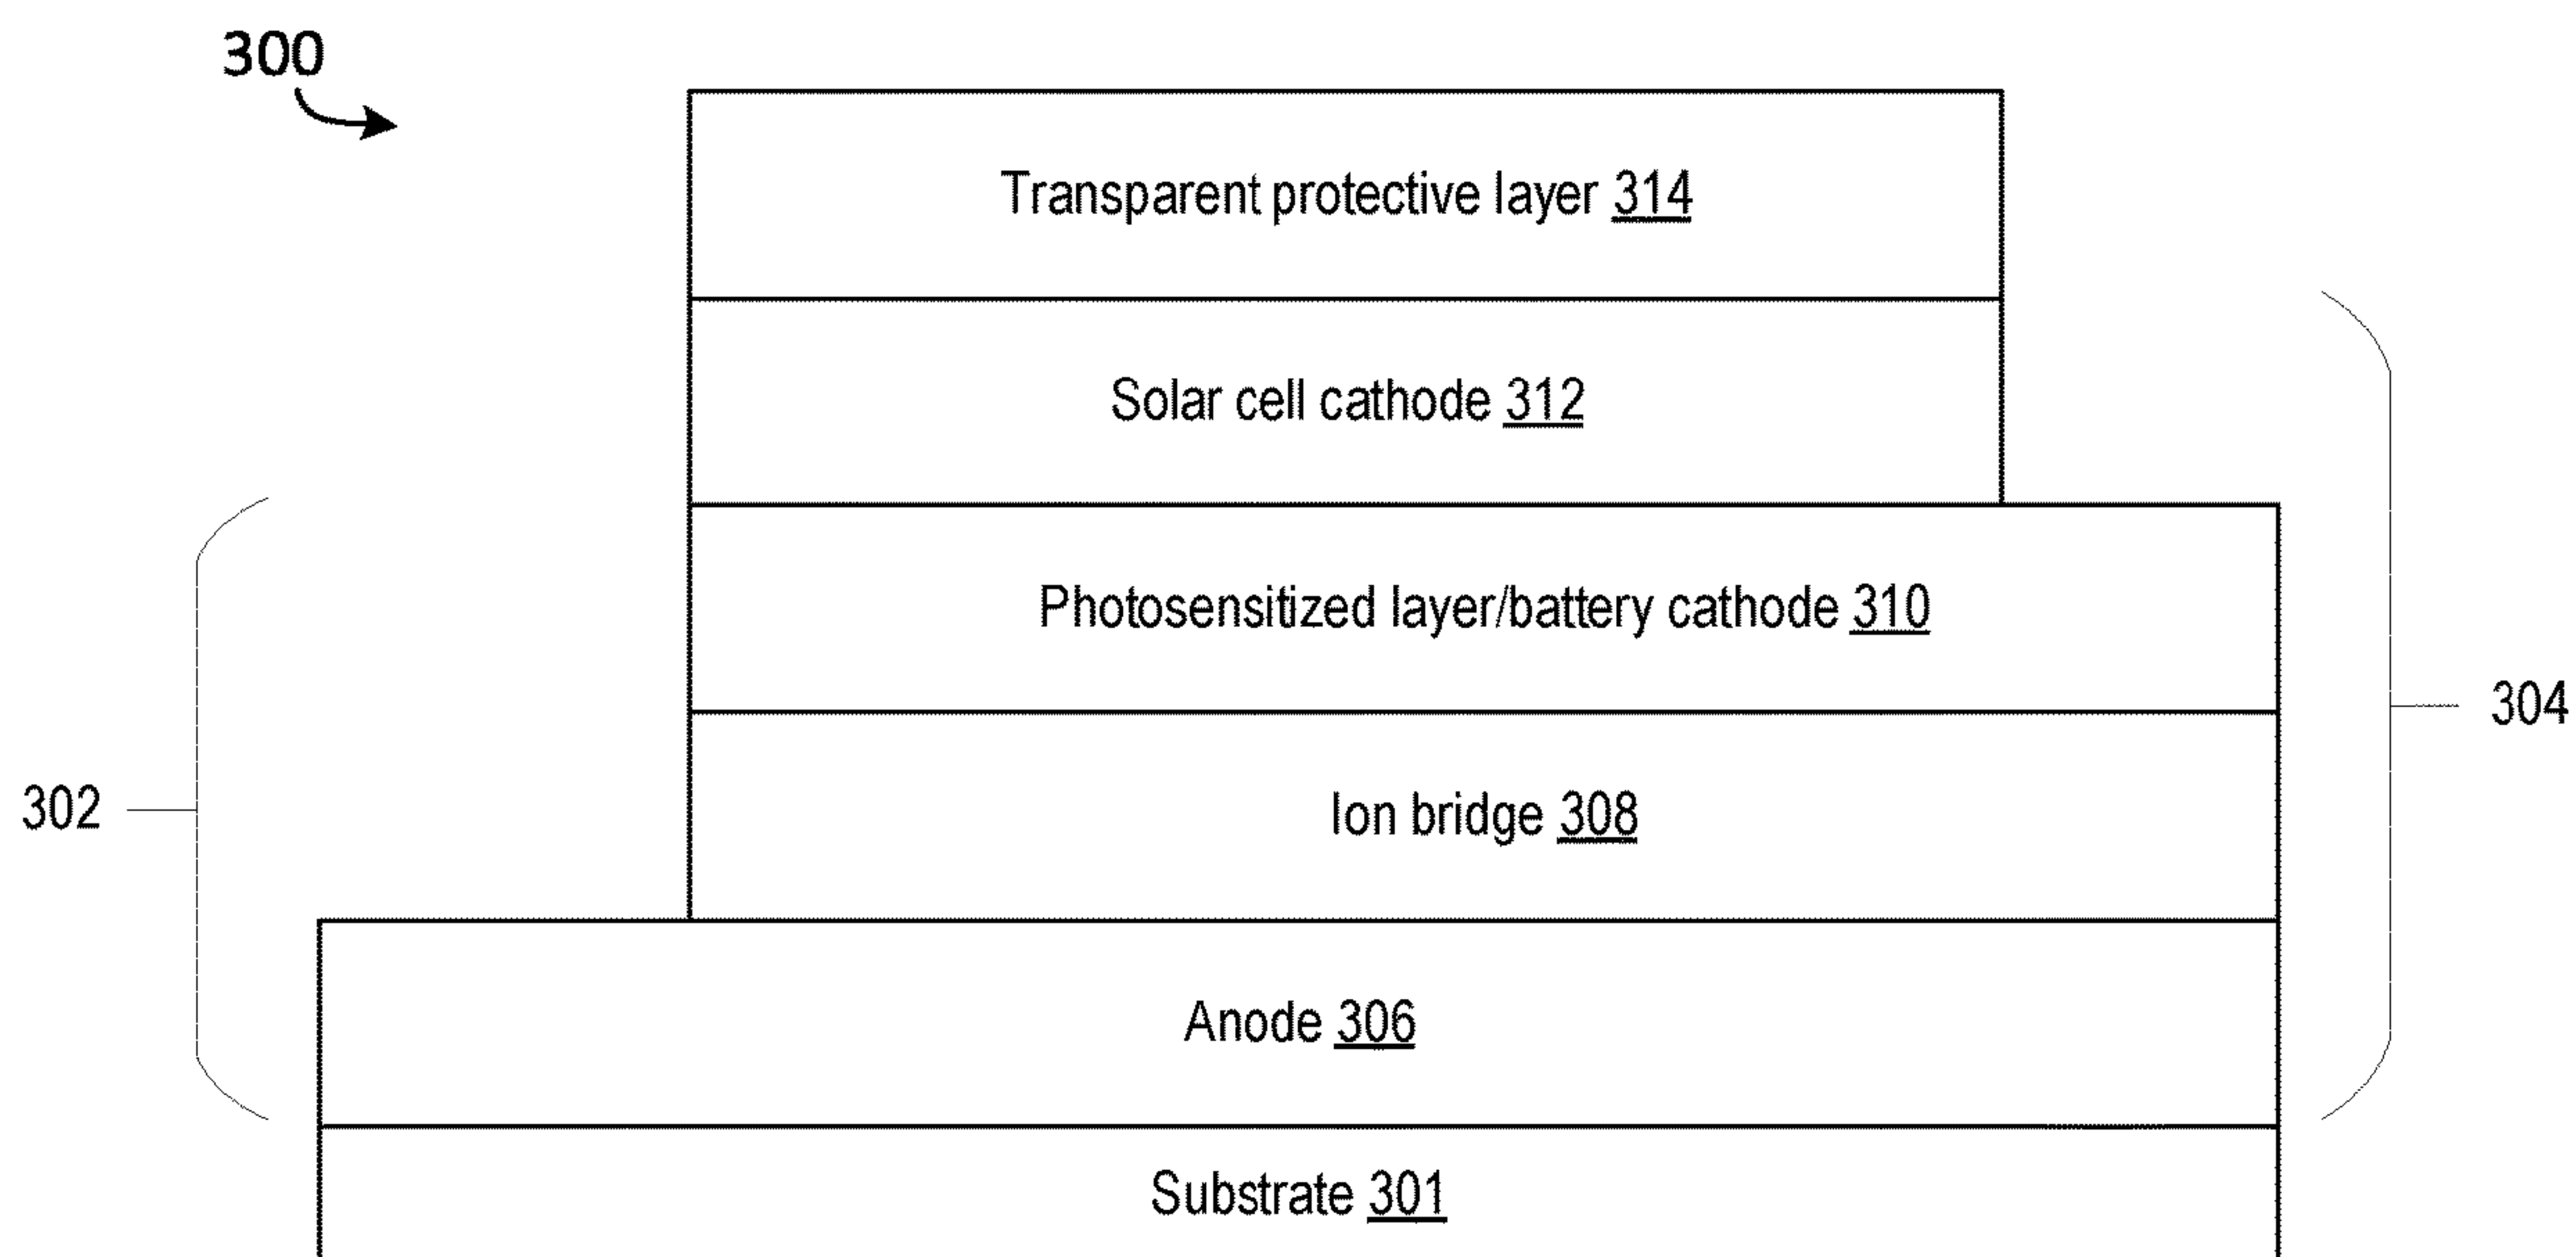 300
Transparent protective layer 314
Solar cell cathode 312
Photosensitized layer/battery cathode 310
304
302
Ion bridge 308
Anode 306
Substrate 301